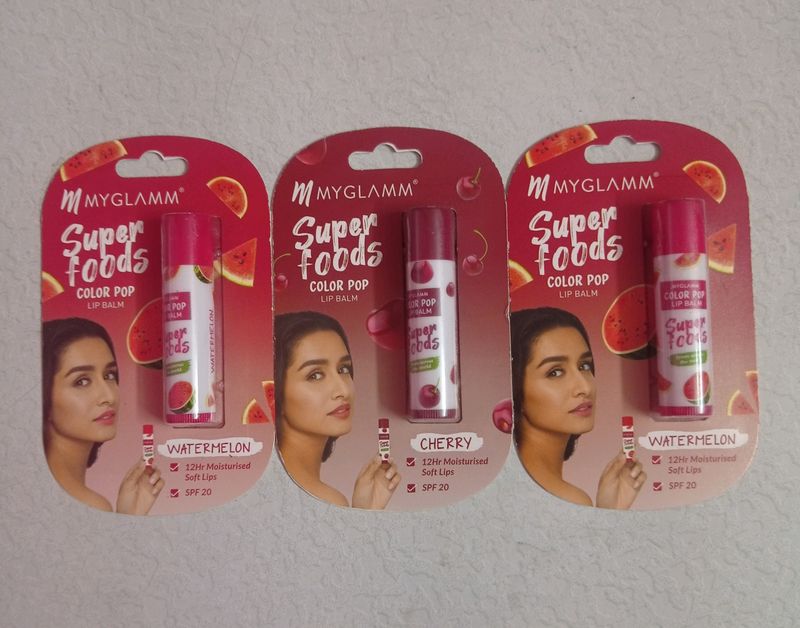 MYGLAMM®
Super
foods
COLOR POP
LIP BALM
COLOR POP
LIP BALM
Super
foods
WATERMELON
WATERMELON
12Hr Moisturised
Soft Lips
SPF 20
MYGLAMM®
Super
foods
COLOR POP
LIP BALM
MYGLAMM
COLOR POP
LIP BALM
Super
foods
CHERRY
12Hr Moisturised
Soft Lips
SPF 20
MYGLAMM®
Super
foods
COLOR POP
LIP BALM
MYGLAMM
COLOR POP
LIP BALM
Super
foods
WATERMELON
12Hr Moisturised
Soft Lips
SPF 20